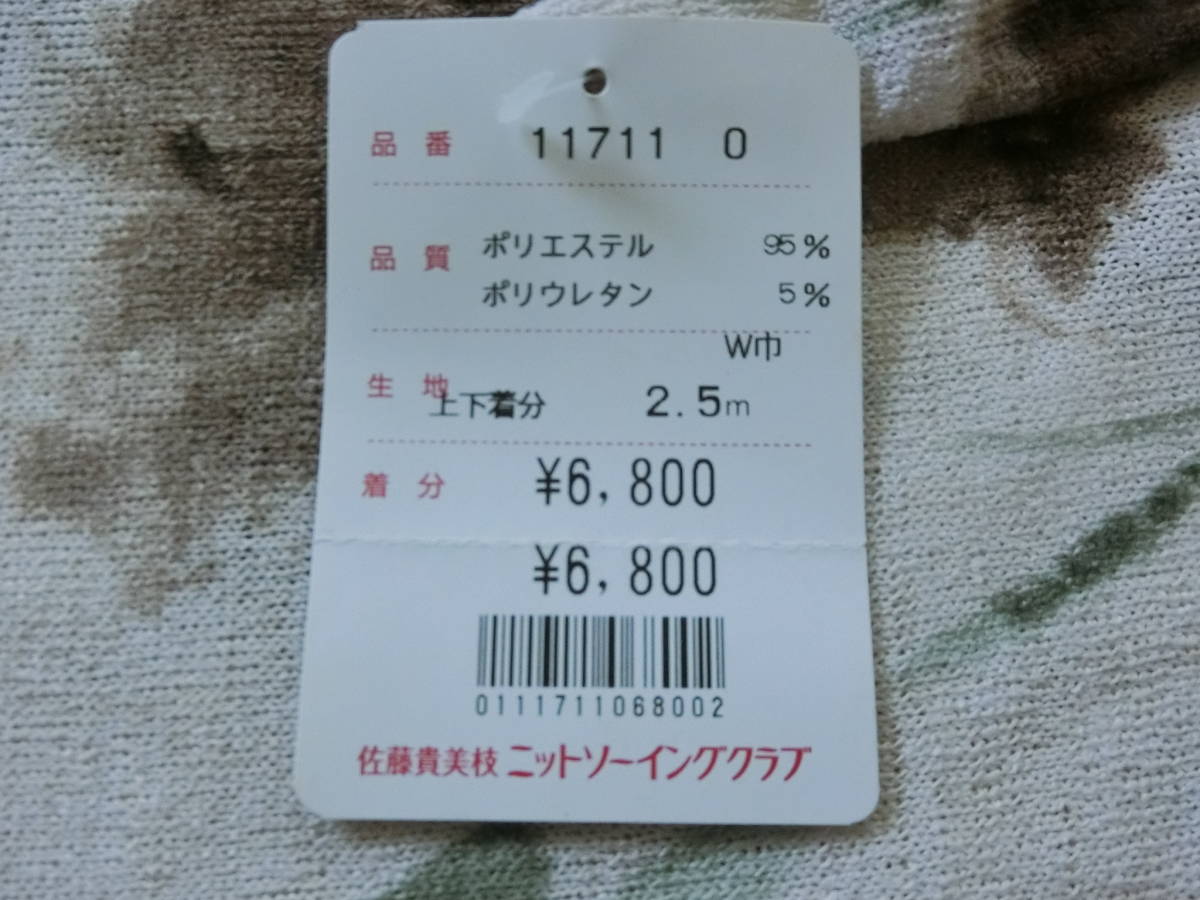 品番 11711 0
品質 ポリエステル 95%
ポリウレタン 5%
W巾
生地 上下着分 2.5m
着分 ¥6,800
¥6,800
0111711068002
佐藤貴美枝 ニットソーイングクラブ